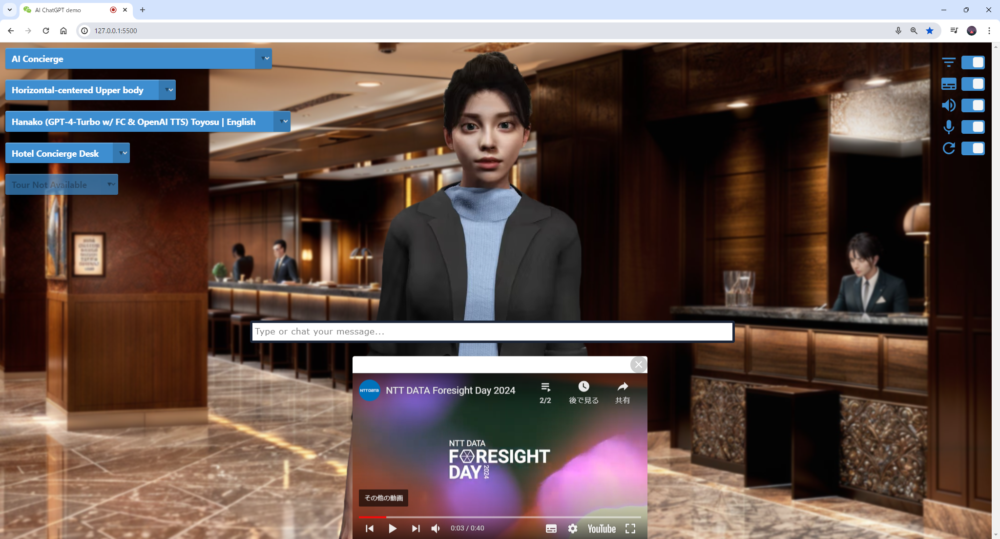 AI ChatGPT demo
127.0.0.1:5500
AI Concierge
Horizontal-centered Upper body
Hanako (GPT-4-Turbo w/ FC & OpenAI TTS) Toyosu | English
Hotel Concierge Desk
Tour Not Available
Type or chat your message...
NTT DATA
NTT DATA Foresight Day 2024
2/2
後で見る
共有
NTT DATA
FORESIGHT
DAY 2024
その他の動画
0:03 / 0:40
YouTube